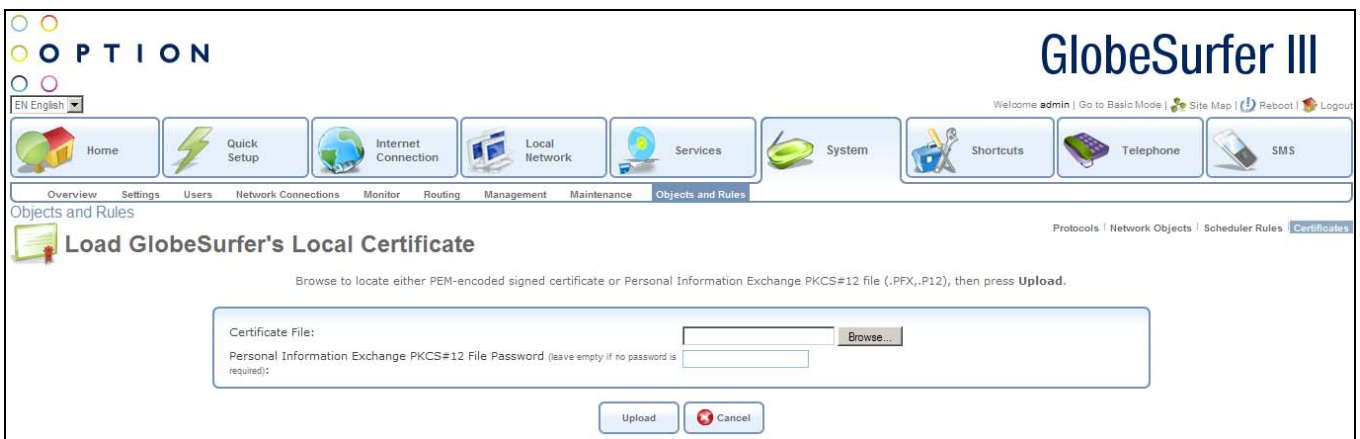 OPTION
GlobeSurfer III
EN English
Welcome admin | Go to Basic Mode | Site Map | Reboot | Logout
Home
Quick Setup
Internet Connection
Local Network
Services
System
Shortcuts
Telephone
SMS
Overview Settings Users Network Connections Monitor Routing Management Maintenance Objects and Rules
Objects and Rules
Protocols | Network Objects | Scheduler Rules | Certificates
Load GlobeSurfer's Local Certificate
Browse to locate either PEM-encoded signed certificate or Personal Information Exchange PKCS#12 file (.PFX,.P12), then press Upload.
Certificate File:
Browse...
Personal Information Exchange PKCS#12 File Password (leave empty if no password is
required):
Upload
Cancel